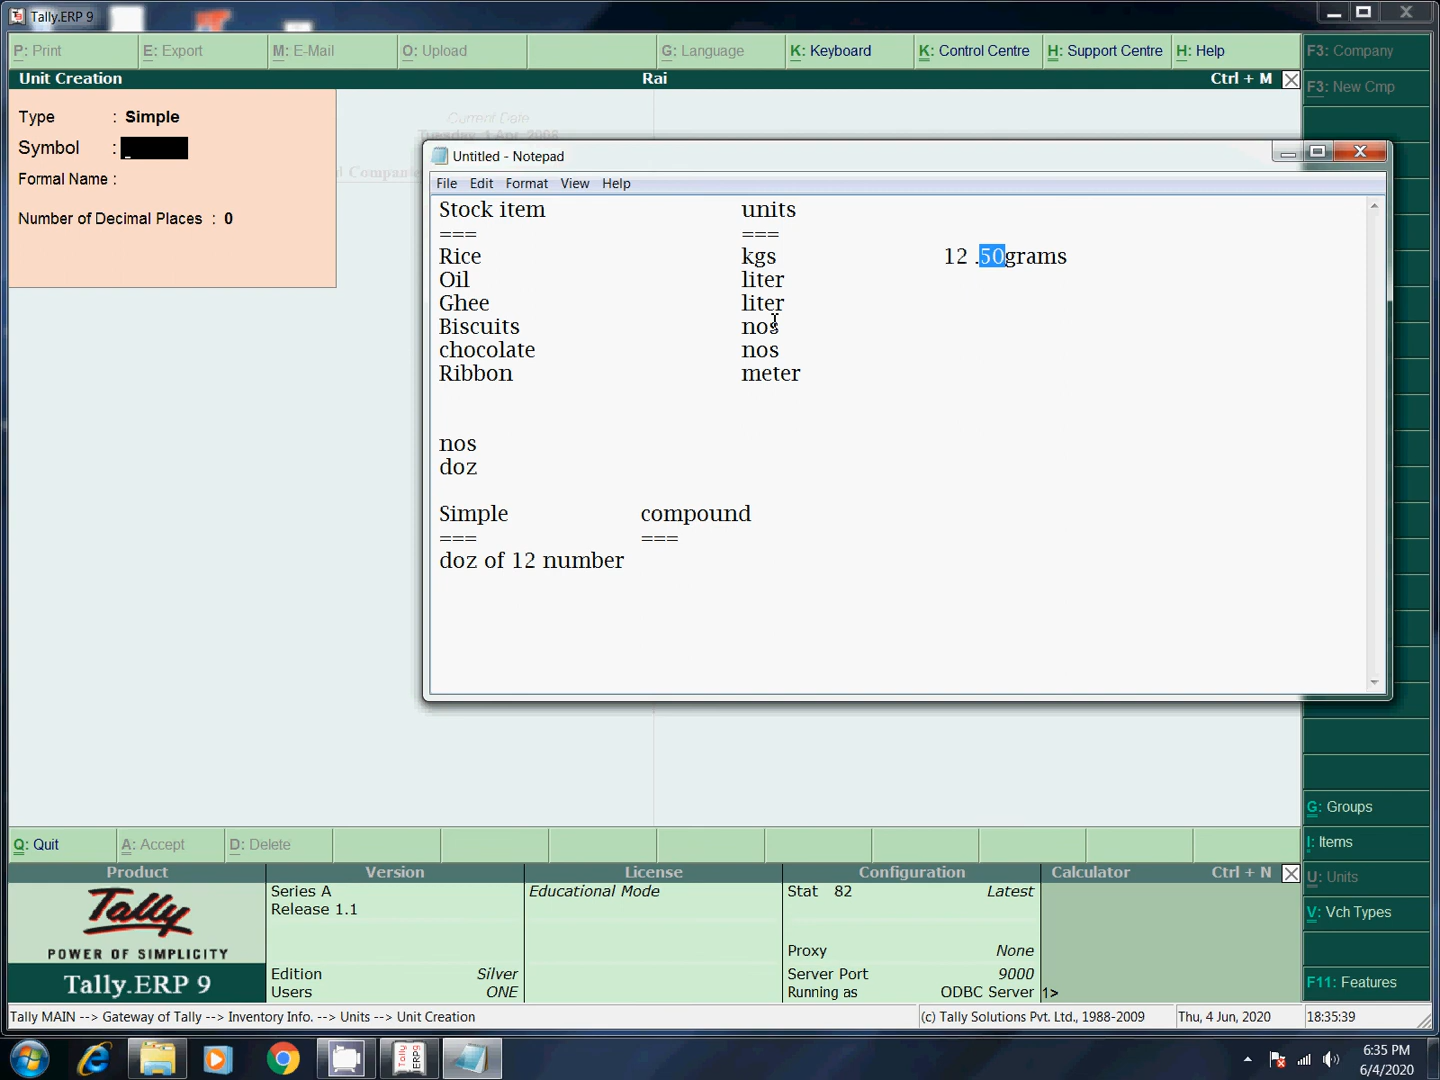 Tally.ERP 9
P: Print E: Export M: E-Mail O: Upload G: Language K: Keyboard K: Control Centre H: Support Centre H: Help F3: Company
Unit Creation Rai Ctrl + M
F3: New Cmp
Type : Simple
Symbol :
Formal Name :
Number of Decimal Places : 0
Current Date
Tuesday, 1 Apr, 2008
Untitled - Notepad
File Edit Format View Help
Stock item units
=== ===
Rice kgs 12 .50grams
Oil liter
Ghee liter
Biscuits nos
chocolate nos
Ribbon meter
nos
doz
Simple compound
=== ===
doz of 12 number
G: Groups
I: Items
U: Units
V: Vch Types
F11: Features
Q: Quit A: Accept D: Delete
Product Version License Configuration Calculator Ctrl + N
Tally
POWER OF SIMPLICITY
Tally.ERP 9
Series A
Release 1.1
Edition Silver
Users ONE
Educational Mode
Stat 82 Latest
Proxy None
Server Port 9000
Running as ODBC Server
1>
Tally MAIN --> Gateway of Tally --> Inventory Info. --> Units --> Unit Creation (c) Tally Solutions Pvt. Ltd., 1988-2009 Thu, 4 Jun, 2020 18:35:39
6:35 PM
6/4/2020